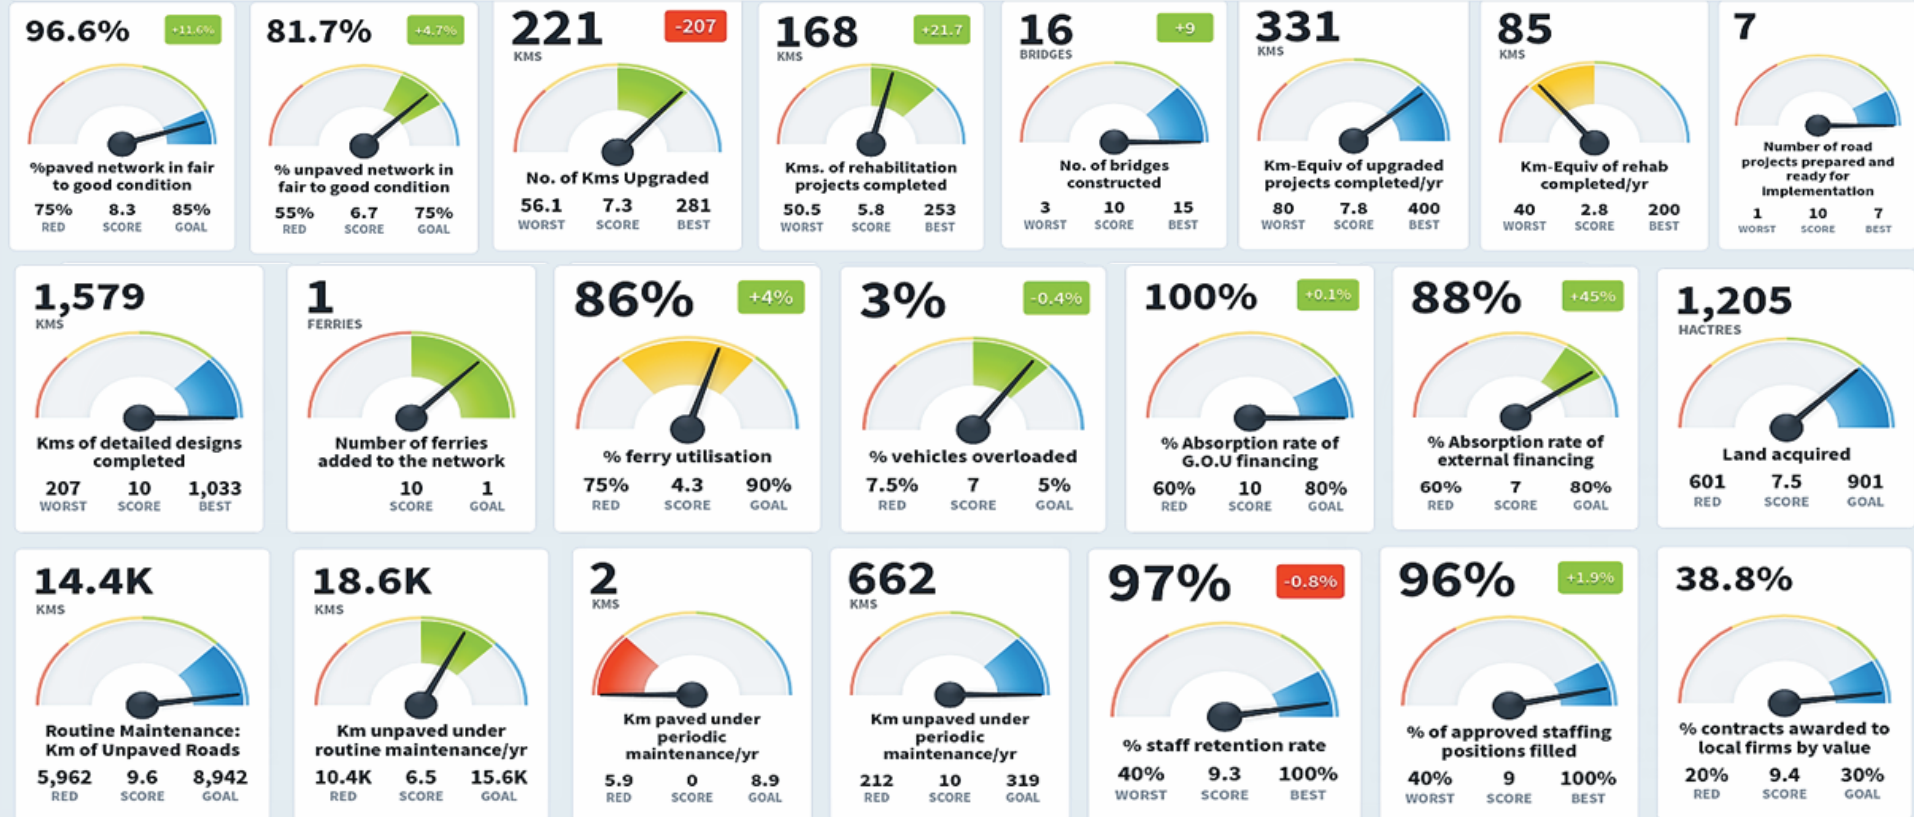 96.6%
+11.6%
%paved network in fair
to good condition
75%
8.3
85%
RED
SCORE
GOAL
81.7%
+4.7%
% unpaved network in
fair to good condition
55%
6.7
75%
RED
SCORE
GOAL
221
-207
KMS
No. of Kms Upgraded
56.1
7.3
281
WORST
SCORE
BEST
168
+21.7
KMS
Kms. of rehabilitation
projects completed
50.5
5.8
253
WORST
SCORE
BEST
16
+9
BRIDGES
No. of bridges
constructed
3
10
15
WORST
SCORE
BEST
331
KMS
Km-Equiv of upgraded
projects completed/yr
80
7.8
400
WORST
SCORE
BEST
85
KMS
Km-Equiv of rehab
completed/yr
40
2.8
200
WORST
SCORE
BEST
7
Number of road
projects prepared and
ready for
implementation
1
10
7
WORST
SCORE
BEST
1,579
KMS
Kms of detailed designs
completed
207
10
1,033
WORST
SCORE
BEST
1
FERRIES
Number of ferries
added to the network
10
1
SCORE
GOAL
86%
+4%
% ferry utilisation
75%
4.3
90%
RED
SCORE
GOAL
3%
-0.4%
% vehicles overloaded
7.5%
7
5%
RED
SCORE
GOAL
100%
+0.1%
% Absorption rate of
G.O.U financing
60%
10
80%
RED
SCORE
GOAL
88%
+45%
% Absorption rate of
external financing
60%
7
80%
RED
SCORE
GOAL
1,205
HACTRES
Land acquired
601
7.5
901
RED
SCORE
GOAL
14.4K
KMS
Routine Maintenance:
Km of Unpaved Roads
5,962
9.6
8,942
RED
SCORE
GOAL
18.6K
KMS
Km unpaved under
routine maintenance/yr
10.4K
6.5
15.6K
RED
SCORE
GOAL
2
KMS
Km paved under
periodic
maintenance/yr
5.9
0
8.9
RED
SCORE
GOAL
662
KMS
Km unpaved under
periodic
maintenance/yr
212
10
319
RED
SCORE
GOAL
97%
-0.8%
% staff retention rate
40%
9.3
100%
WORST
SCORE
BEST
96%
+1.9%
% of approved staffing
positions filled
40%
9
100%
WORST
SCORE
BEST
38.8%
% contracts awarded to
local firms by value
20%
9.4
30%
RED
SCORE
GOAL